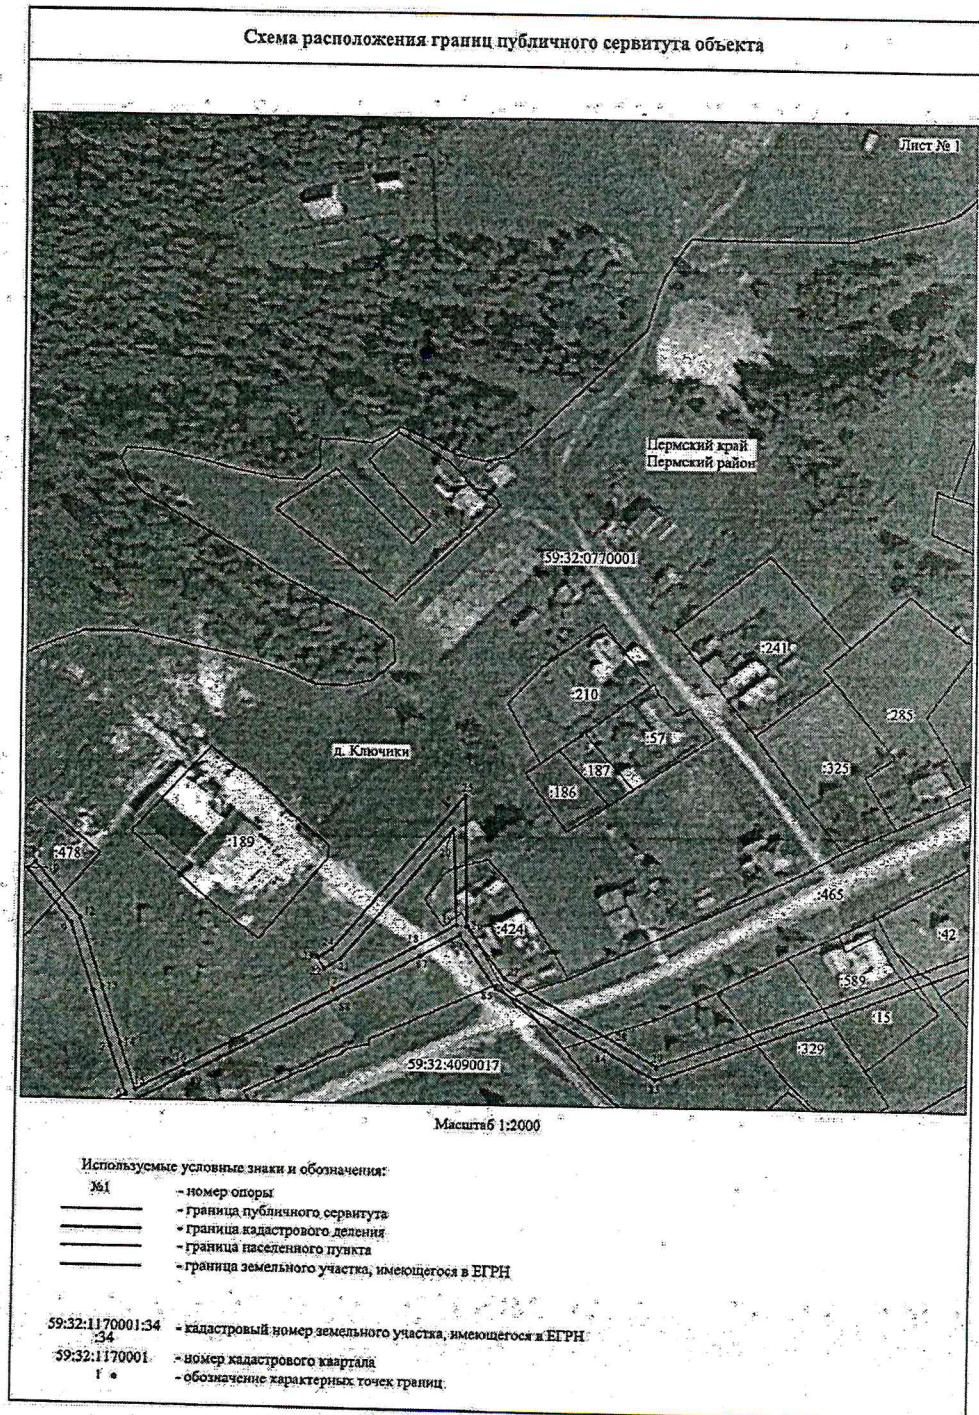 Схема расположения границ публичного сервитута объекта
Лист № 1
Пермский край
Пермский район
59:32:0770001
:241
:210
:285
:57
д. Ключики
:187
:325
:186
25
:189
:478
:465
12
:424
:42
18
:589
:15
:329
59:32:4090017
Масштаб 1:2000
Используемые условные знаки и обозначения:
№1 - номер опоры
- граница публичного сервитута
- граница кадастрового деления
- граница населенного пункта
- граница земельного участка, имеющегося в ЕГРН
59:32:1170001:34
:34 - кадастровый номер земельного участка, имеющегося в ЕГРН
59:32:1170001 - номер кадастрового квартала
1 - обозначение характерных точек границ